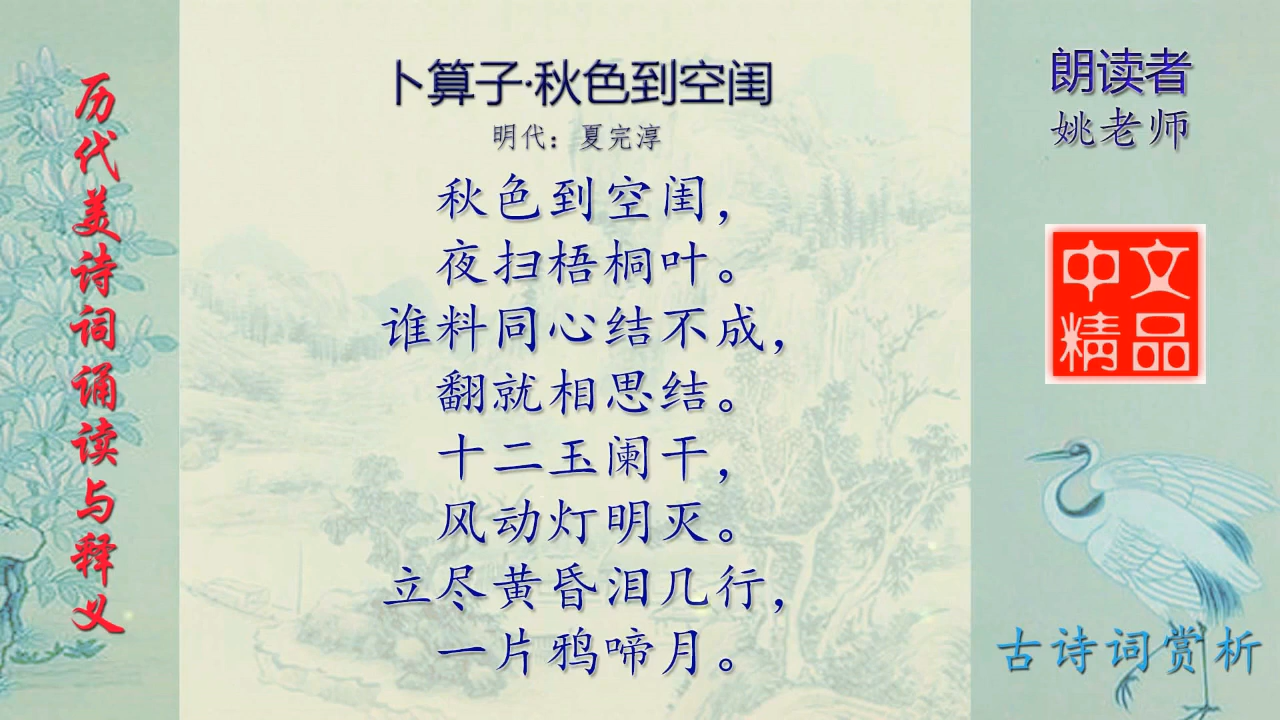 历代美诗词诵读与释义
卜算子·秋色到空闺
明代：夏完淳
秋色到空闺，
夜扫梧桐叶。
谁料同心结不成，
翻就相思结。
十二玉阑干，
风动灯明灭。
立尽黄昏泪几行，
一片鸦啼月。
朗读者
姚老师
中文
精品
古诗词赏析